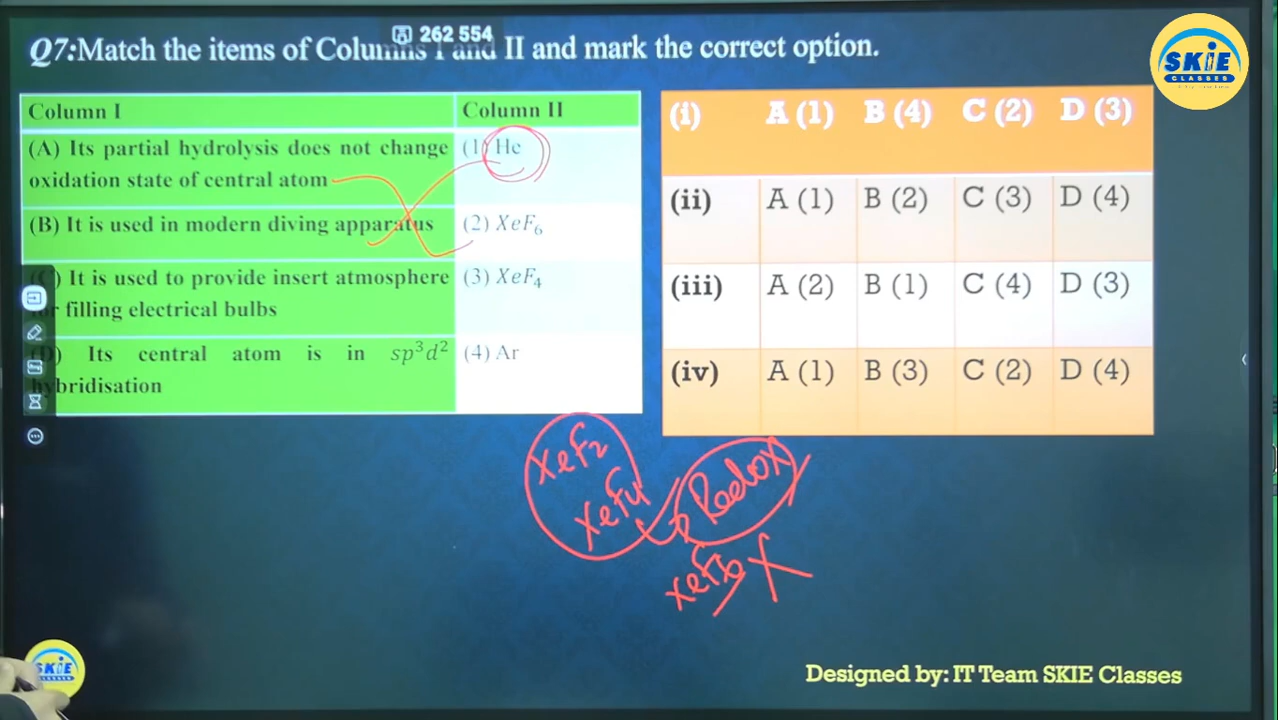 262 554
Q7:Match the items of Columns I and II and mark the correct option.
SKiE
CLASSES
Column I
Column II
(A) Its partial hydrolysis does not change
oxidation state of central atom
(1) He
(B) It is used in modern diving apparatus
(2) XeF₆
(C) It is used to provide insert atmosphere
for filling electrical bulbs
(3) XeF₄
(D) Its central atom is in sp³d²
hybridisation
(4) Ar
(i) A (1) B (4) C (2) D (3)
(ii) A (1) B (2) C (3) D (4)
(iii) A (2) B (1) C (4) D (3)
(iv) A (1) B (3) C (2) D (4)
XeF₂
XeF₄
Redox
XeF₆
SKiE
CLASSES
Designed by: IT Team SKIE Classes